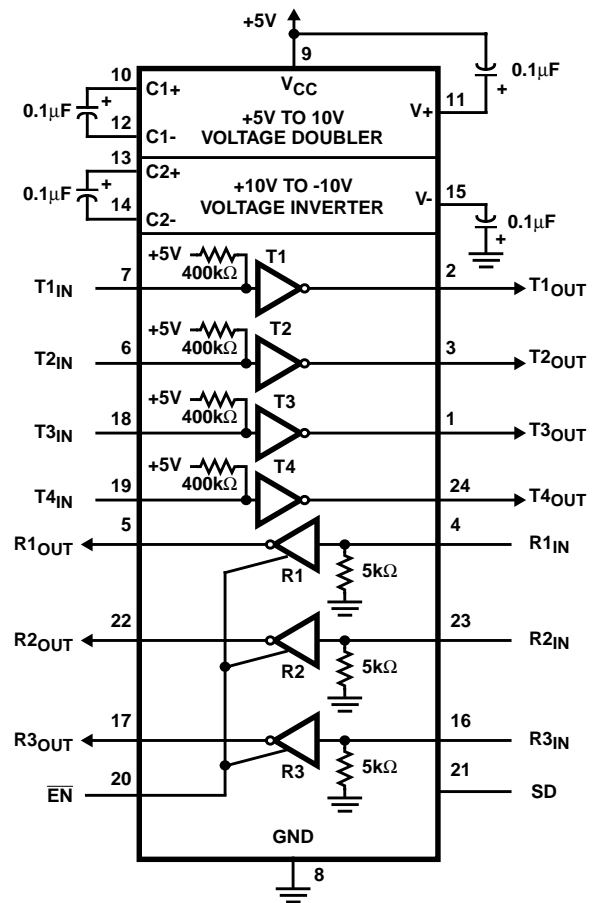 +5V
9
10
C1+
VCC
0.1μF
+
12
C1-
+5V TO 10V
VOLTAGE DOUBLER
V+
11
0.1μF
+
13
C2+
0.1μF
+
14
C2-
+10V TO -10V
VOLTAGE INVERTER
V-
15
0.1μF
+
T1IN
7
+5V
400kΩ
T1
2
T1OUT
T2IN
6
+5V
400kΩ
T2
3
T2OUT
T3IN
18
+5V
400kΩ
T3
1
T3OUT
T4IN
19
+5V
400kΩ
T4
24
T4OUT
R1OUT
5
R1
4
R1IN
5kΩ
R2OUT
22
R2
23
R2IN
5kΩ
R3OUT
17
R3
16
R3IN
5kΩ
EN
20
21
SD
GND
8